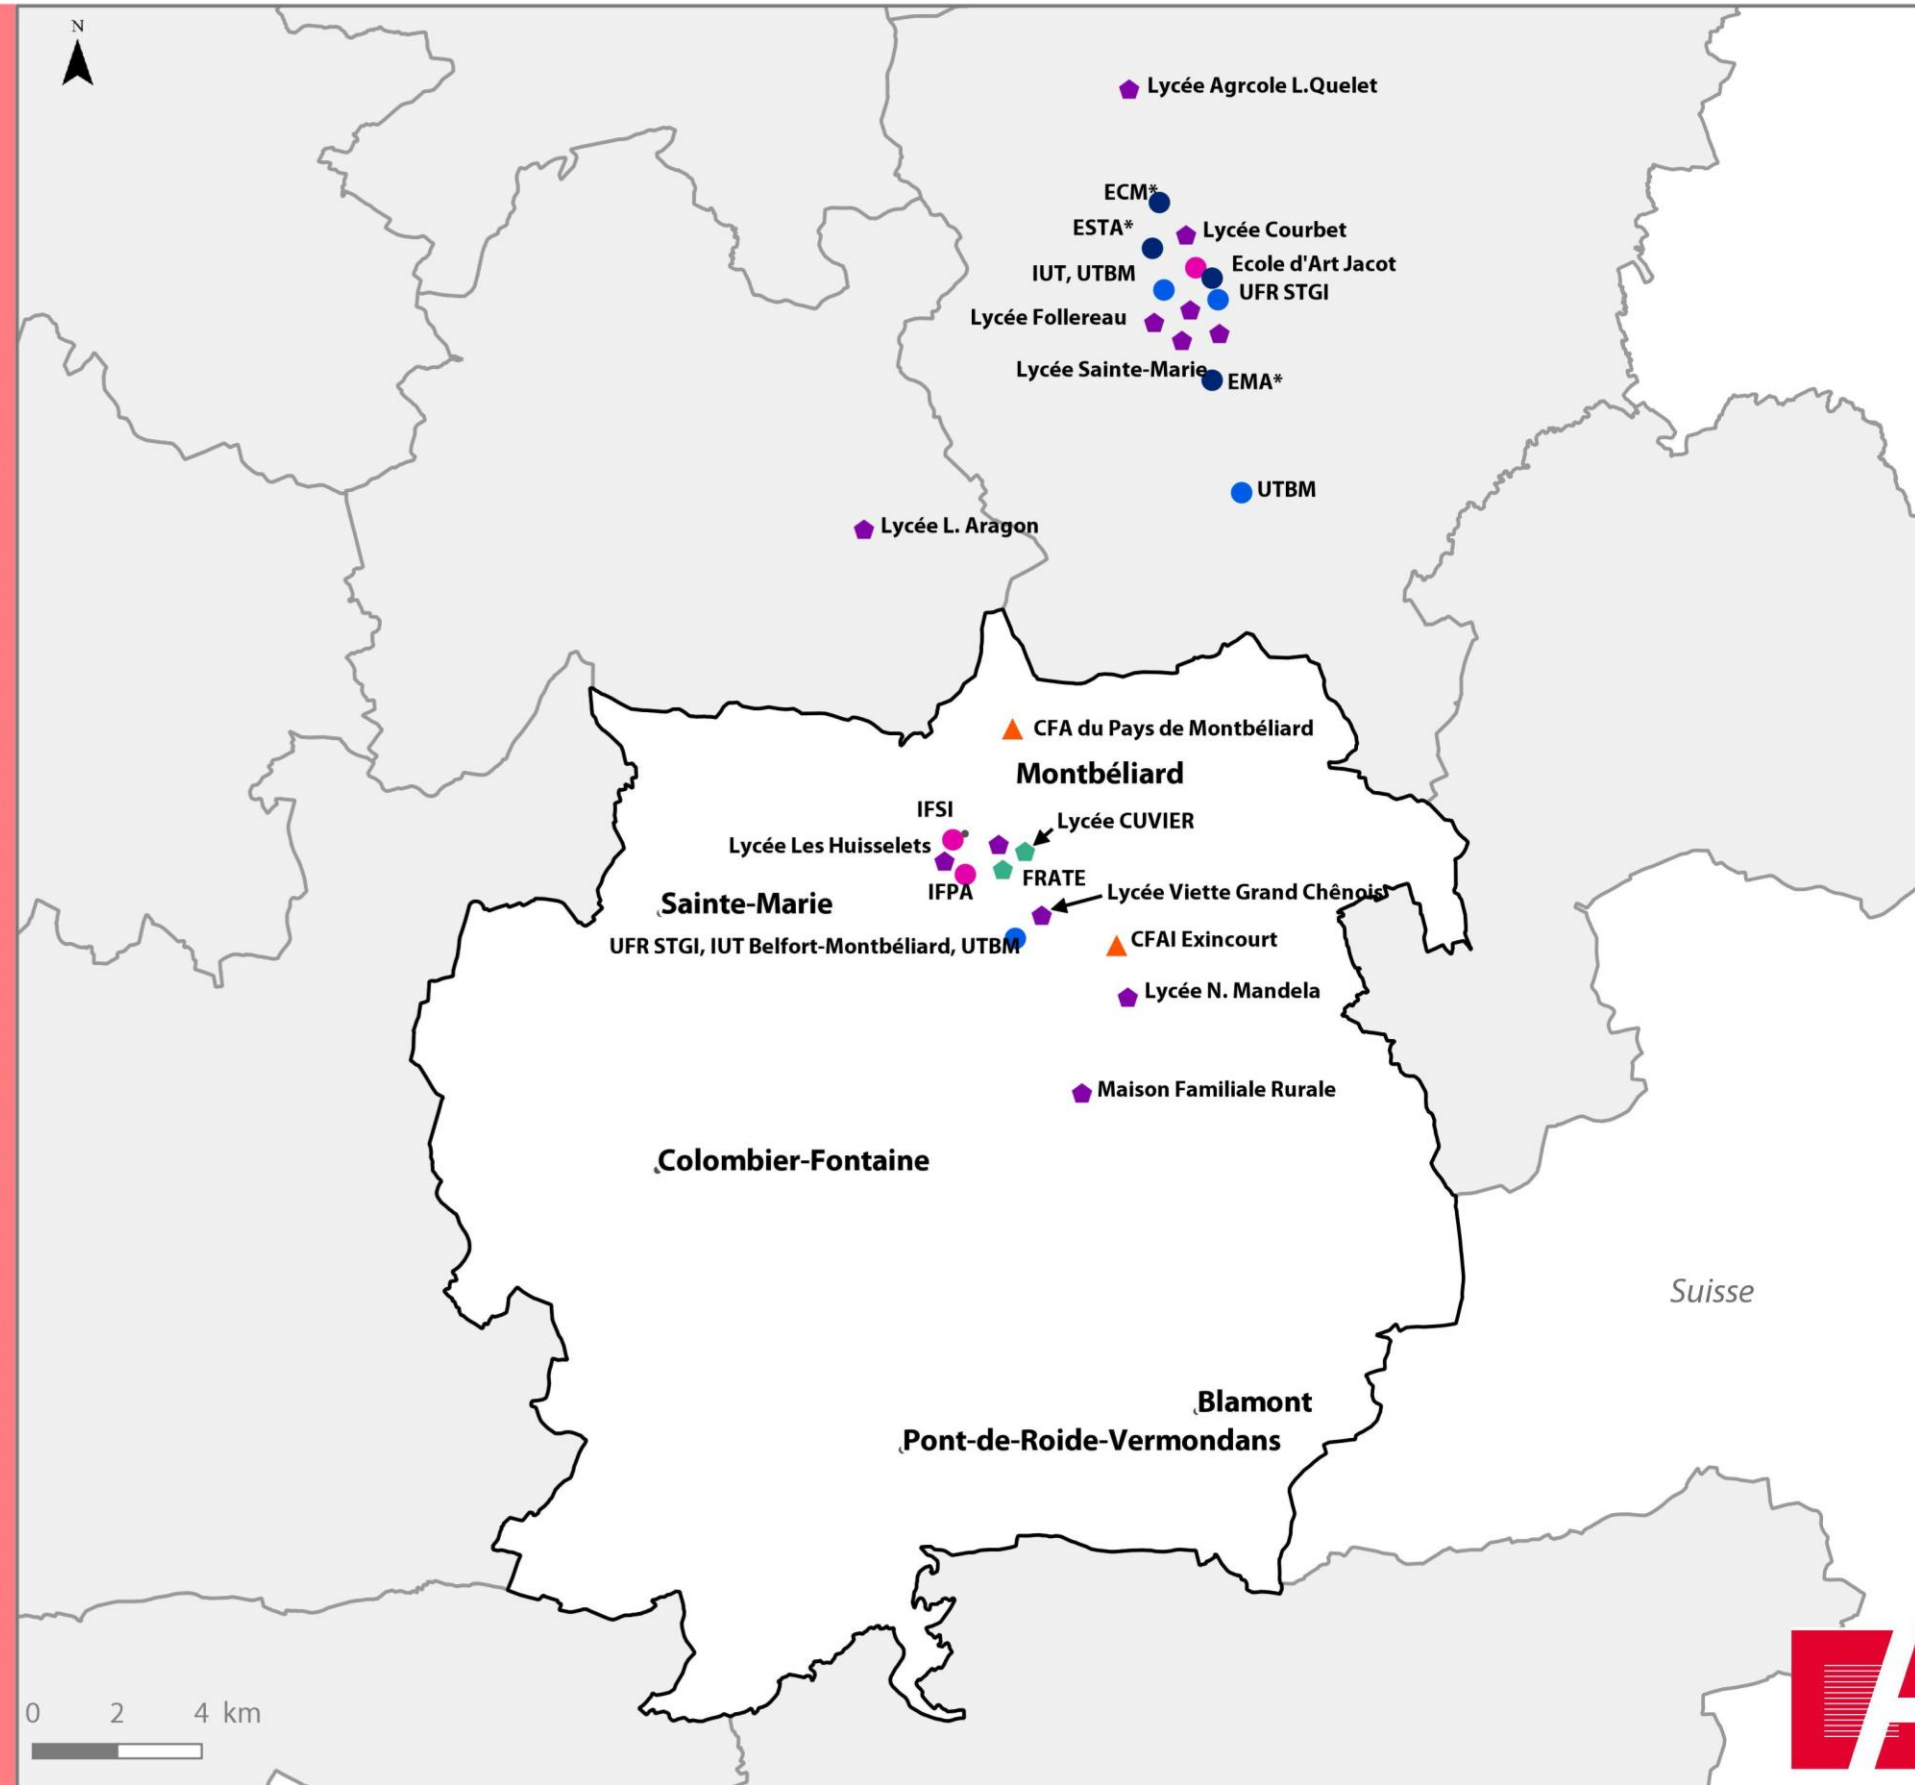 N
Lycée Agrcole L.Quelet
ECM*
ESTA*
Lycée Courbet
Ecole d'Art Jacot
IUT, UTBM
UFR STGI
Lycée Follereau
Lycée Sainte-Marie
EMA*
UTBM
Lycée L. Aragon
CFA du Pays de Montbéliard
Montbéliard
IFSI
Lycée CUVIER
Lycée Les Huisselets
FRATE
IFPA
Lycée Viette Grand Chênois
Sainte-Marie
UFR STGI, IUT Belfort-Montbéliard, UTBM
CFAI Exincourt
Lycée N. Mandela
Maison Familiale Rurale
Colombier-Fontaine
Suisse
Blamont
Pont-de-Roide-Vermondans
0 2 4 km